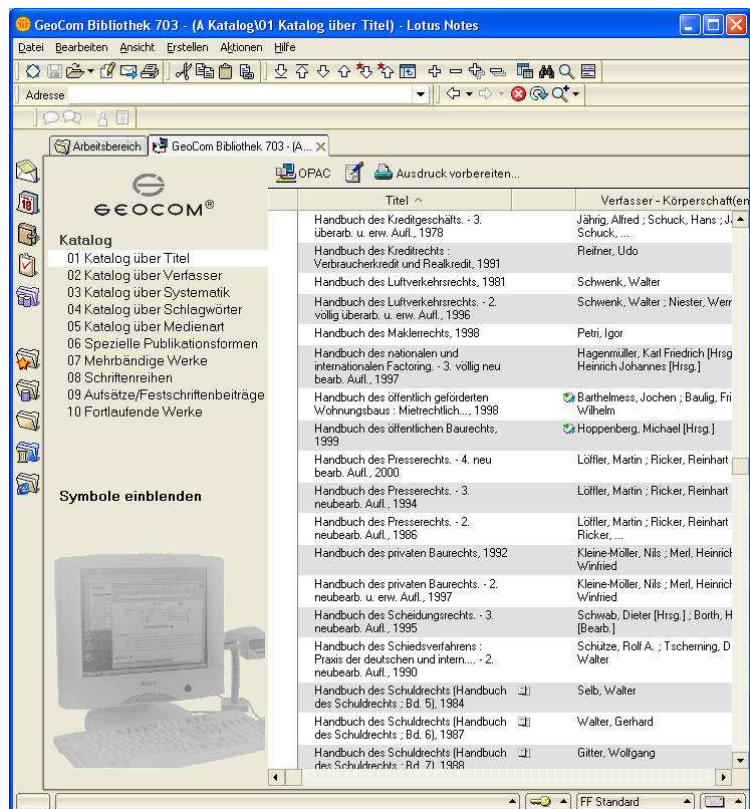 GeoCom Bibliothek 703 - (A Katalog\01 Katalog über Titel) - Lotus Notes
Datei Bearbeiten Ansicht Erstellen Aktionen Hilfe
Adresse
Arbeitsbereich
GeoCom Bibliothek 703 - (A...
GEOCOM®
Katalog
01 Katalog über Titel
02 Katalog über Verfasser
03 Katalog über Systematik
04 Katalog über Schlagwörter
05 Katalog über Medienart
06 Spezielle Publikationsformen
07 Mehrbändige Werke
08 Schriftenreihen
09 Aufsätze/Festschriftenbeiträge
10 Fortlaufende Werke
Symbole einblenden
OPAC Ausdruck vorbereiten...
Titel Verfasser - Körperschaft(en
Handbuch des Kreditgeschäfts. - 3.
überarb. u. erw. Aufl., 1978
Jährig, Alfred ; Schuck, Hans ;
Schuck, ...
Handbuch des Kreditrechts :
Verbraucherkredit und Realkredit, 1991
Reifner, Udo
Handbuch des Luftverkehrsrechts, 1981
Schwenk, Walter
Handbuch des Luftverkehrsrechts. - 2.
völlig überarb. u. erw. Aufl., 1996
Schwenk, Walter ; Niester, Wern
Handbuch des Maklerrechts, 1998
Petri, Igor
Handbuch des nationalen und
internationalen Factoring. - 3. völlig neu
bearb. Aufl., 1997
Hagenmüller, Karl Friedrich [Hrsg
Heinrich Johannes [Hrsg.]
Handbuch des öffentlich geförderten
Wohnungsbaus : Mietrechtlich..., 1998
Barthelmess, Jochen ; Baulig, Fri
Wilhelm
Handbuch des öffentlichen Baurechts,
1999
Hoppenberg, Michael [Hrsg.]
Handbuch des Presserechts. - 4. neu
bearb. Aufl., 2000
Löffler, Martin ; Ricker, Reinhart
Handbuch des Presserechts. - 3.
neubearb. Aufl., 1994
Löffler, Martin ; Ricker, Reinhart
Handbuch des Presserechts. - 2.
neubearb. Aufl., 1986
Löffler, Martin ; Ricker, Reinhart
Ricker, ...
Handbuch des privaten Baurechts, 1992
Kleine-Möller, Nils ; Merl, Heinrich
Winfried
Handbuch des privaten Baurechts. - 2.
neubearb. u. erw. Aufl., 1997
Kleine-Möller, Nils ; Merl, Heinrich
Winfried
Handbuch des Scheidungsrechts. - 3.
neubearb. Aufl., 1995
Schwab, Dieter [Hrsg.] ; Borth, H
[Bearb.]
Handbuch des Schiedsverfahrens :
Praxis der deutschen und intern.... - 2.
neubearb. Aufl., 1990
Schütze, Rolf A. ; Tscherning, D
Walter
Handbuch des Schuldrechts (Handbuch
des Schuldrechts ; Bd. 5), 1984
Selb, Walter
Handbuch des Schuldrechts (Handbuch
des Schuldrechts ; Bd. 6), 1987
Walter, Gerhard
Handbuch des Schuldrechts (Handbuch
des Schuldrechts ; Bd. 7), 1988
Gitter, Wolfgang
FF Standard